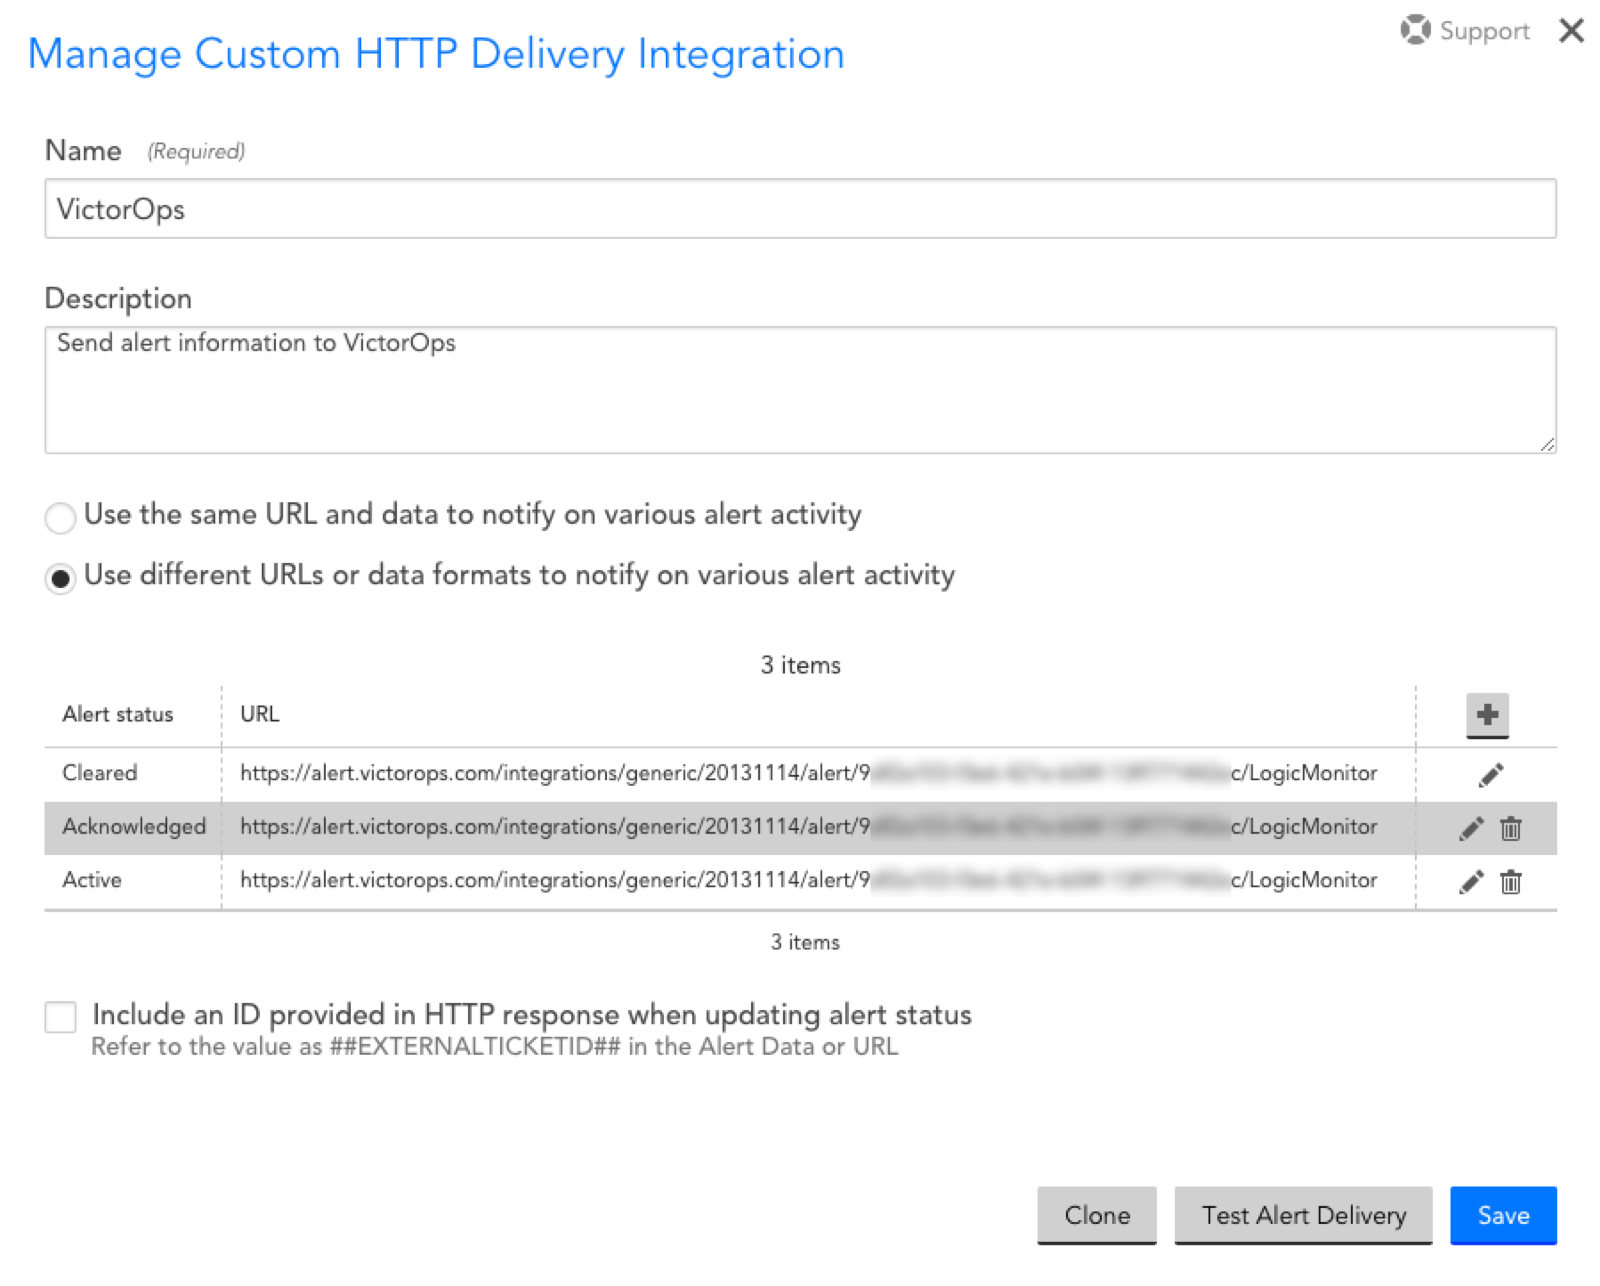 Support
Manage Custom HTTP Delivery Integration
Name (Required)
VictorOps
Description
Send alert information to VictorOps
Use the same URL and data to notify on various alert activity
Use different URLs or data formats to notify on various alert activity
3 items
Alert status URL
Cleared https://alert.victorops.com/integrations/generic/20131114/alert/9 c/LogicMonitor
Acknowledged https://alert.victorops.com/integrations/generic/20131114/alert/9 c/LogicMonitor
Active https://alert.victorops.com/integrations/generic/20131114/alert/9 c/LogicMonitor
3 items
Include an ID provided in HTTP response when updating alert status
Refer to the value as ##EXTERNALTICKETID## in the Alert Data or URL
Clone Test Alert Delivery Save